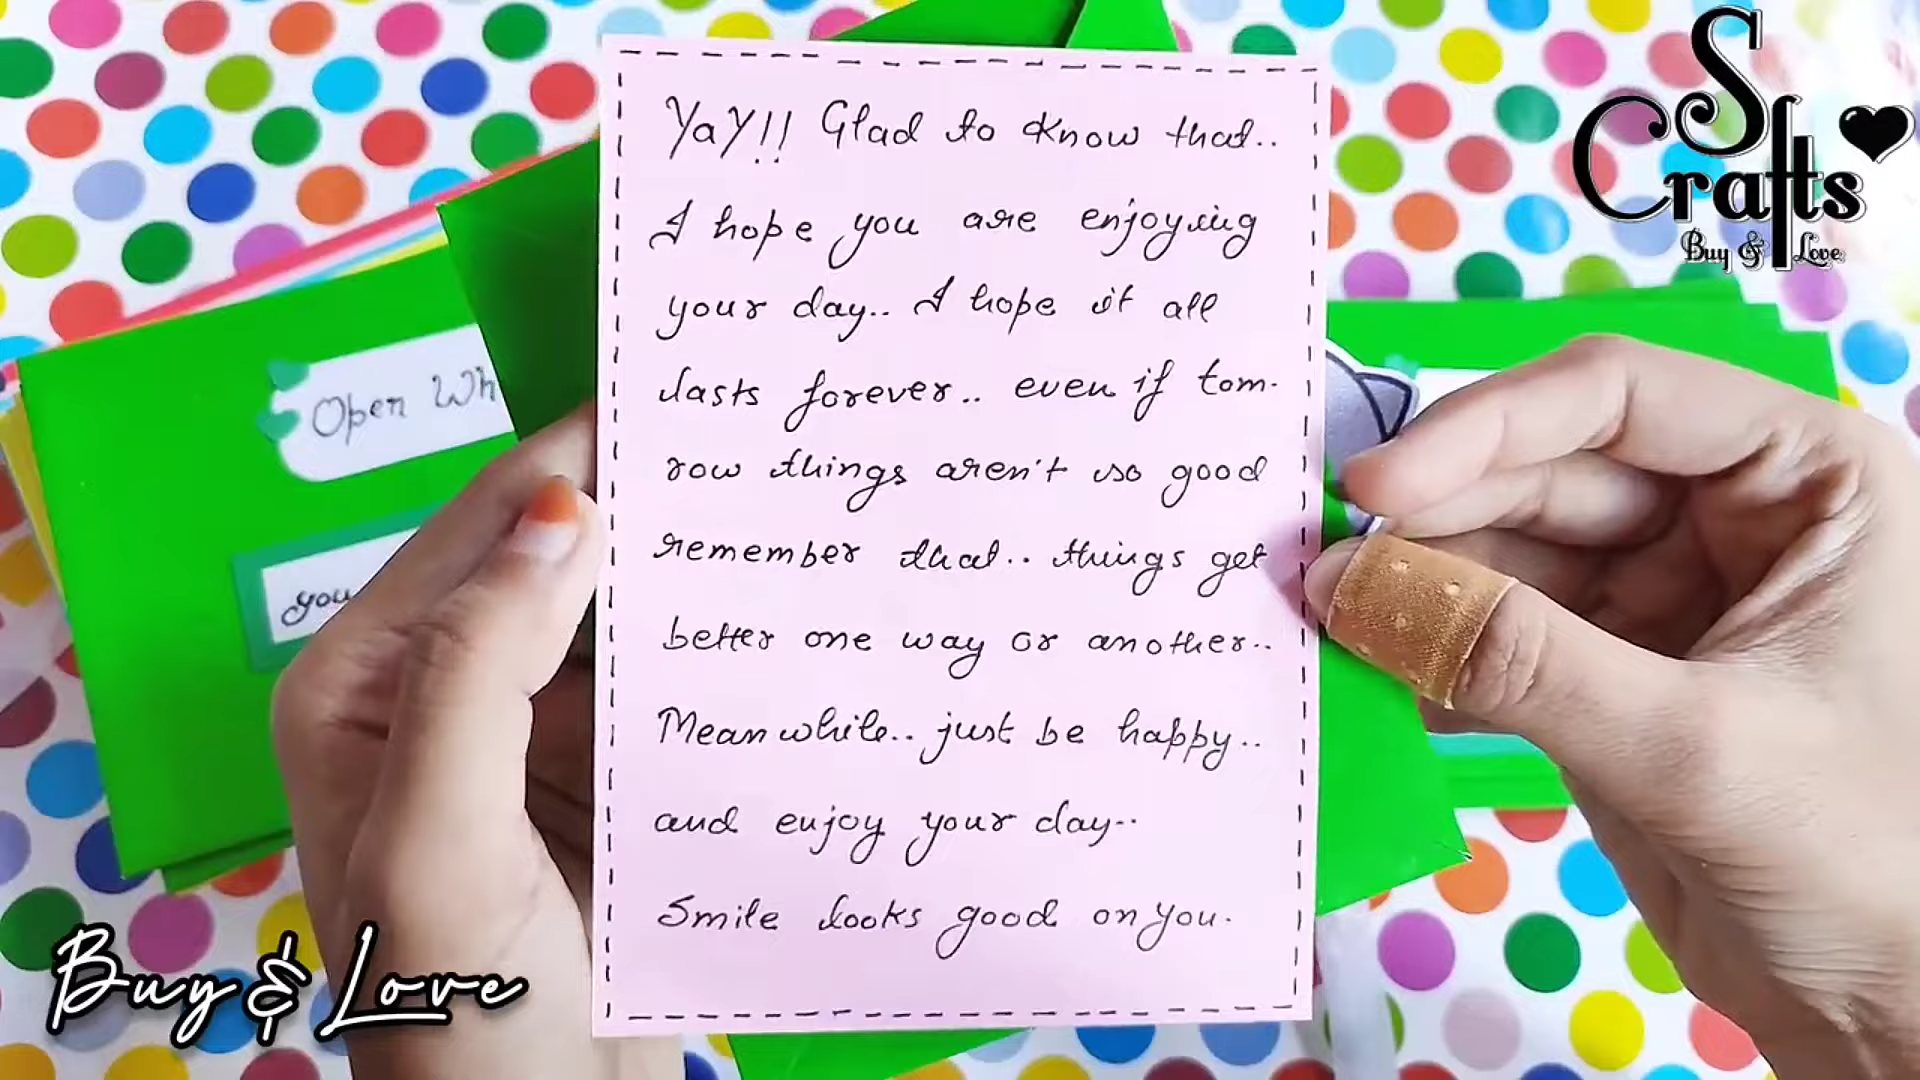 YaY!! Glad to know that..
I hope you are enjoying
your day.. I hope it all
lasts forever.. even if tom-
row things aren't so good
remember that.. things get
better one way or another..
Meanwhile.. just be happy..
and enjoy your day..
Smile looks good on you.
Open Wh
you
S Crafts
Buy & Love
Buy & Love